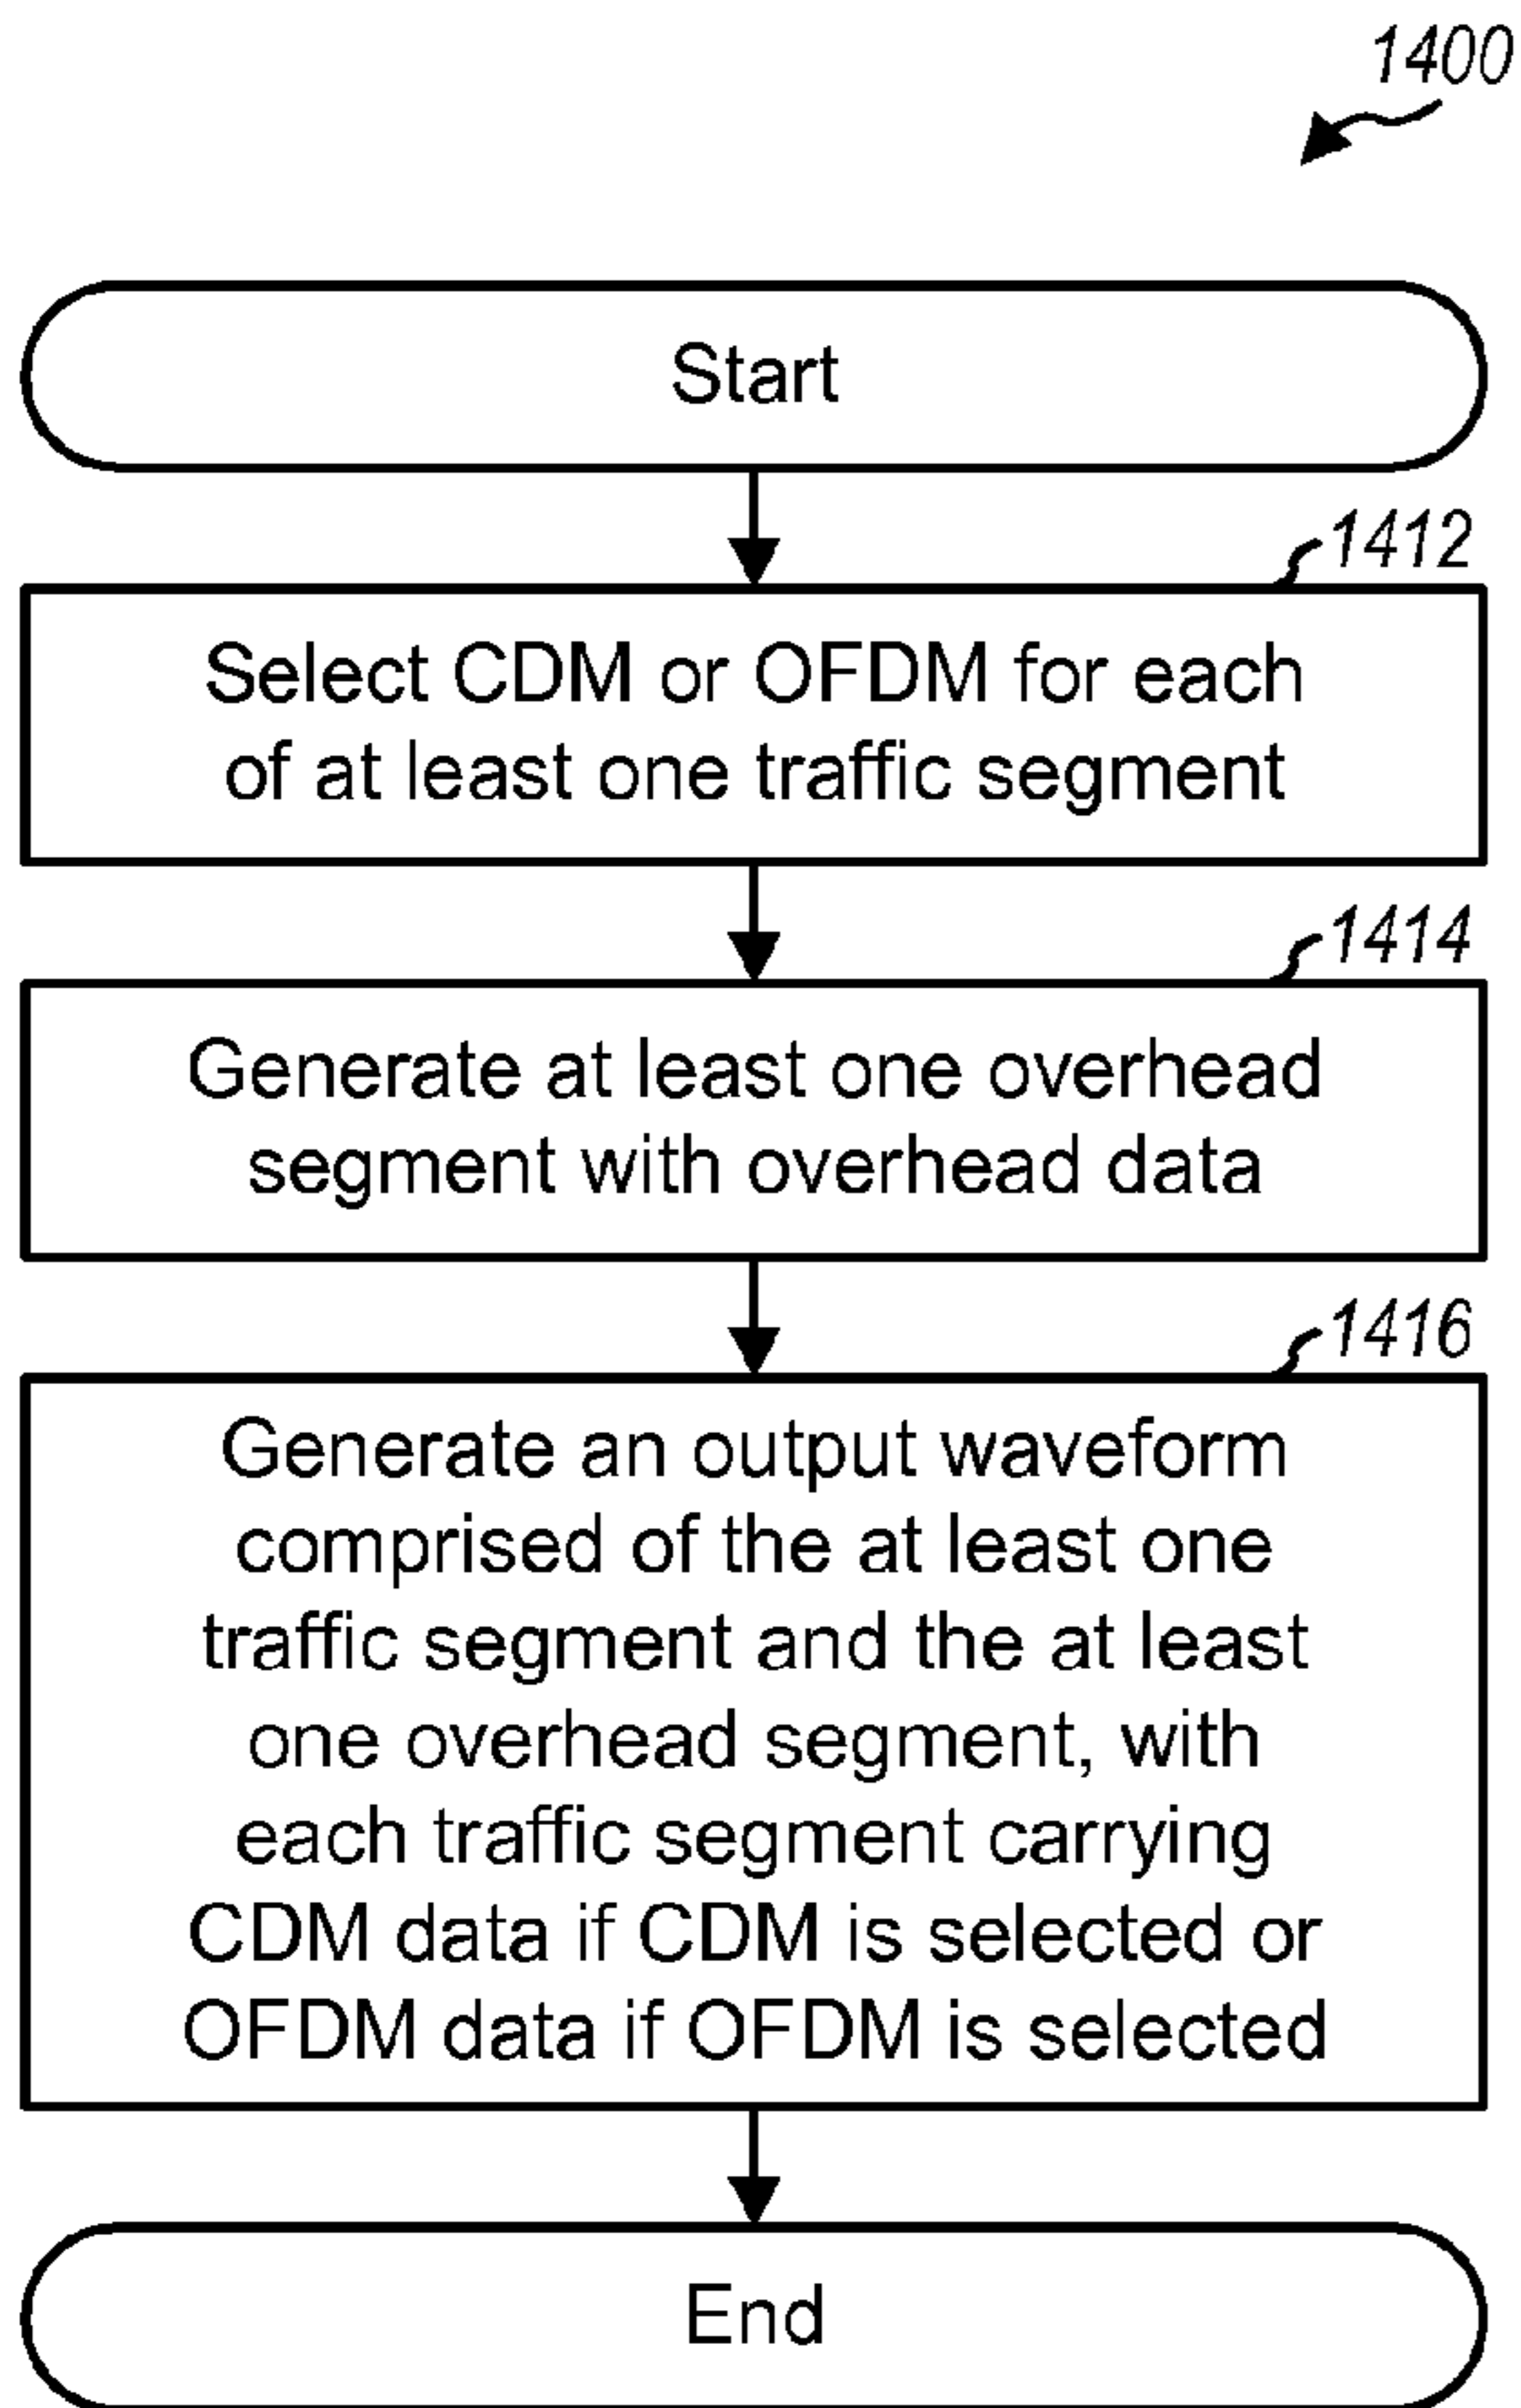 1400
Start
1412
Select CDM or OFDM for each
of at least one traffic segment
1414
Generate at least one overhead
segment with overhead data
1416
Generate an output waveform
comprised of the at least one
traffic segment and the at least
one overhead segment, with
each traffic segment carrying
CDM data if CDM is selected or
OFDM data if OFDM is selected
End